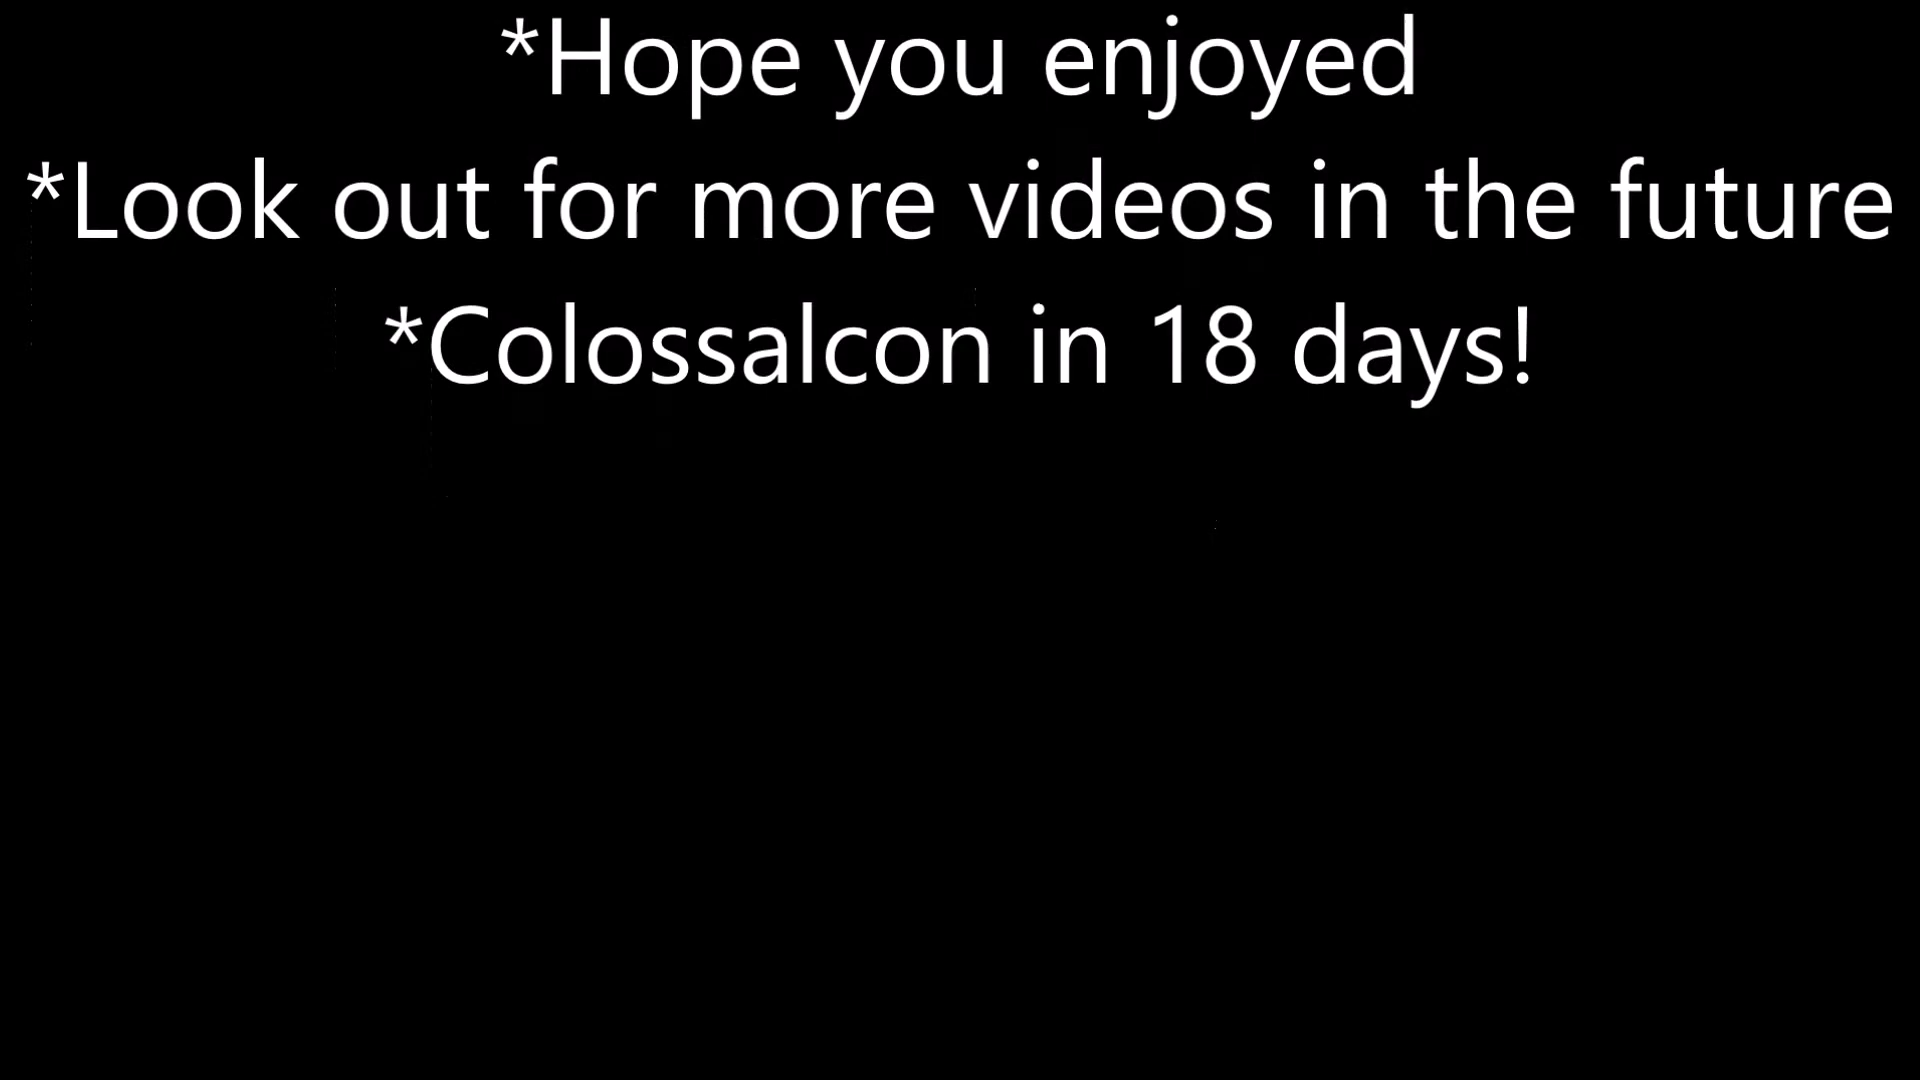 *Hope you enjoyed
*Look out for more videos in the future
*Colossalcon in 18 days!